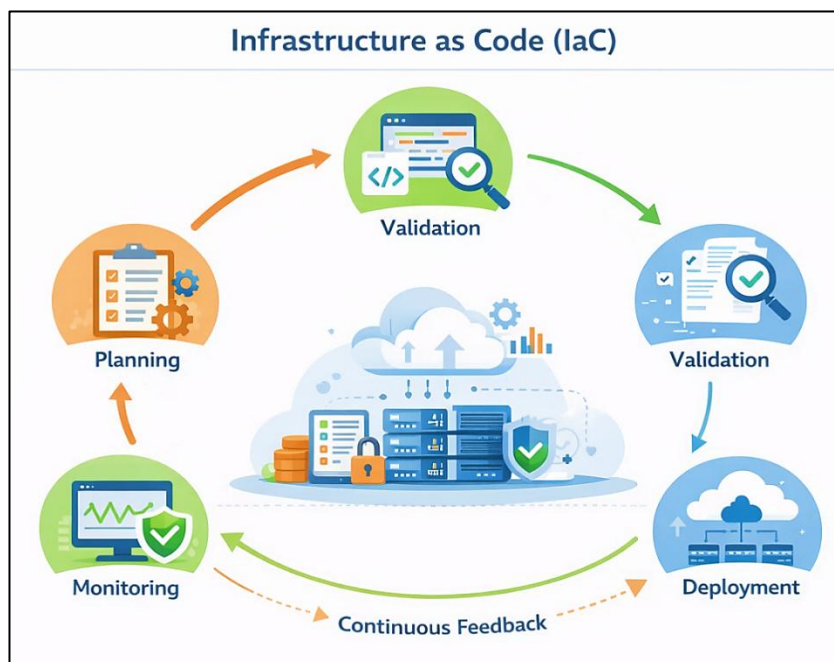 Infrastructure as Code (IaC)
</>
Validation
Planning
Validation
Monitoring
Deployment
Continuous Feedback